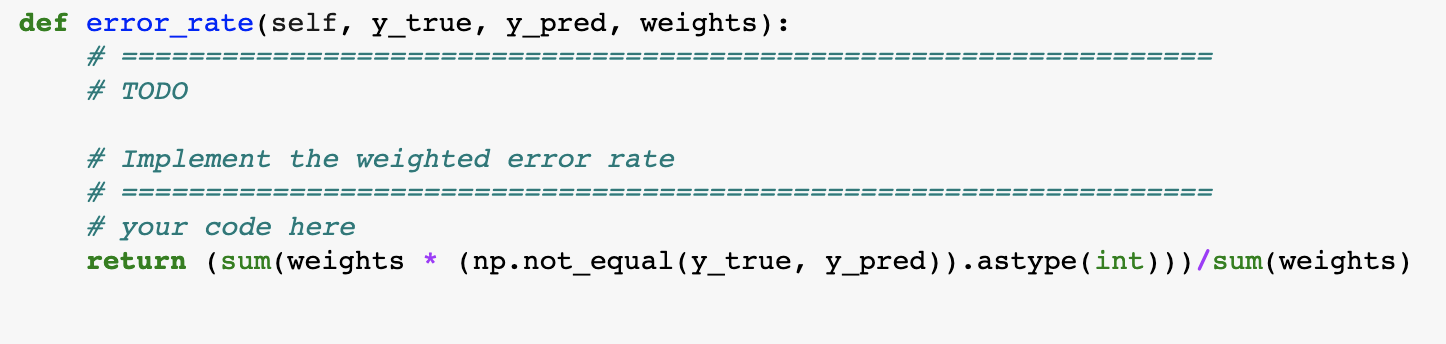 def error_rate(self, y_true, y_pred, weights):
# =================================================================
# TODO
# Implement the weighted error rate
# =================================================================
# your code here
return (sum(weights * (np.not_equal(y_true, y_pred)).astype(int)))/sum(weights)